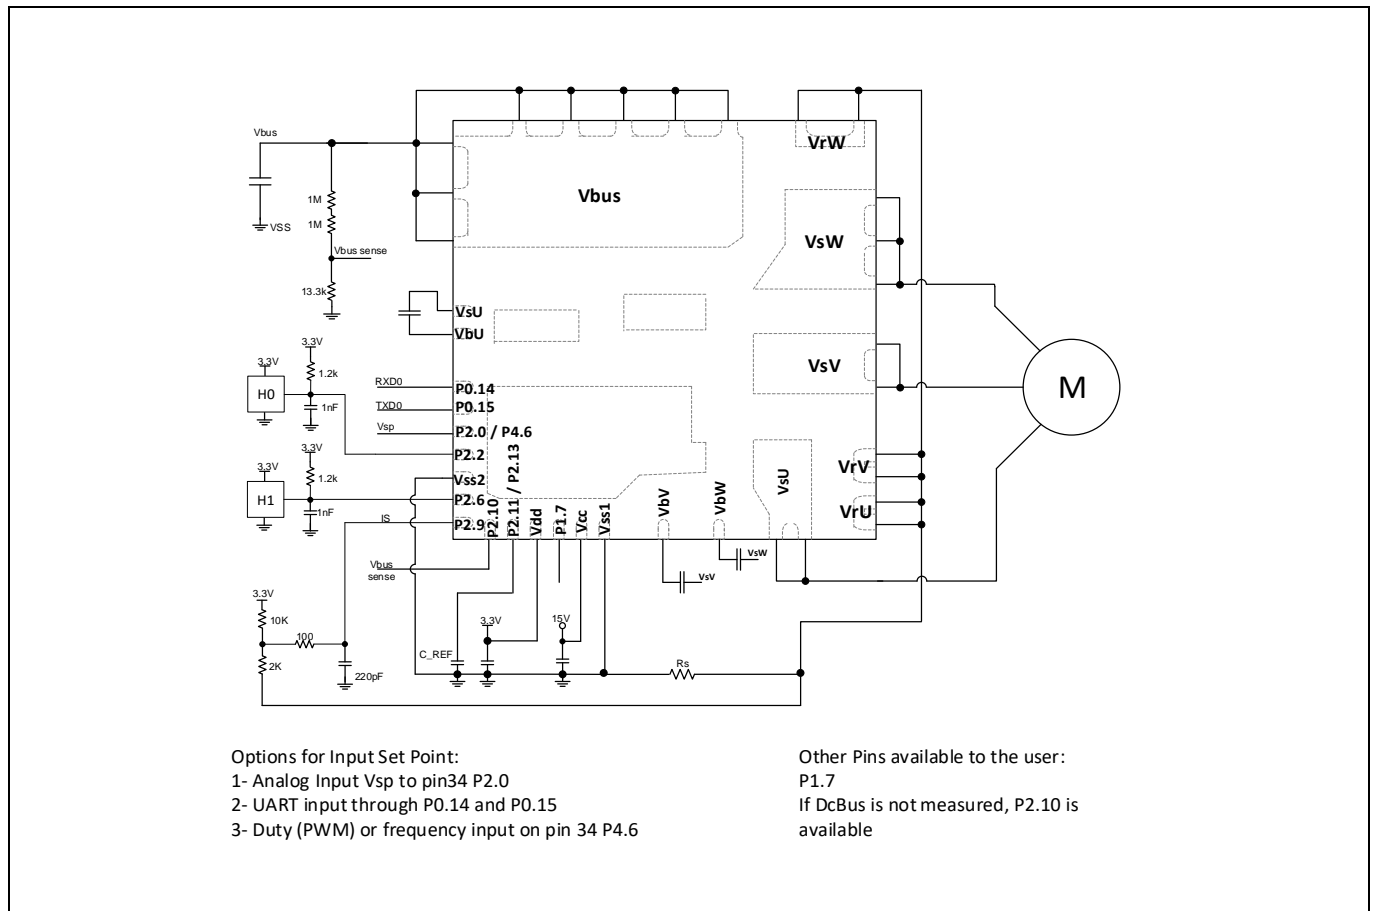 Vbus
VSS
1M
1M
Vbus sense
13.3k
Vbus
VrW
VsW
VsV
M
VsU
VbU
3.3V
3.3V
1.2k
H0
1nF
RXD0
P0.14
TXD0
P0.15
Vsp
P2.0 / P4.6
P2.2
3.3V
3.3V
1.2k
H1
1nF
Vss2
P2.6
IS
P2.9
P2.10
P2.11 / P2.13
Vdd
P1.7
Vcc
Vss1
VbV
VbW
VsU
VrV
VrU
Vbus
sense
VsW
VsV
3.3V
10K
100
2K
220pF
C_REF
3.3V
15V
Rs
Options for Input Set Point:
1- Analog Input Vsp to pin34 P2.0
2- UART input through P0.14 and P0.15
3- Duty (PWM) or frequency input on pin 34 P4.6
Other Pins available to the user:
P1.7
If DcBus is not measured, P2.10 is
available